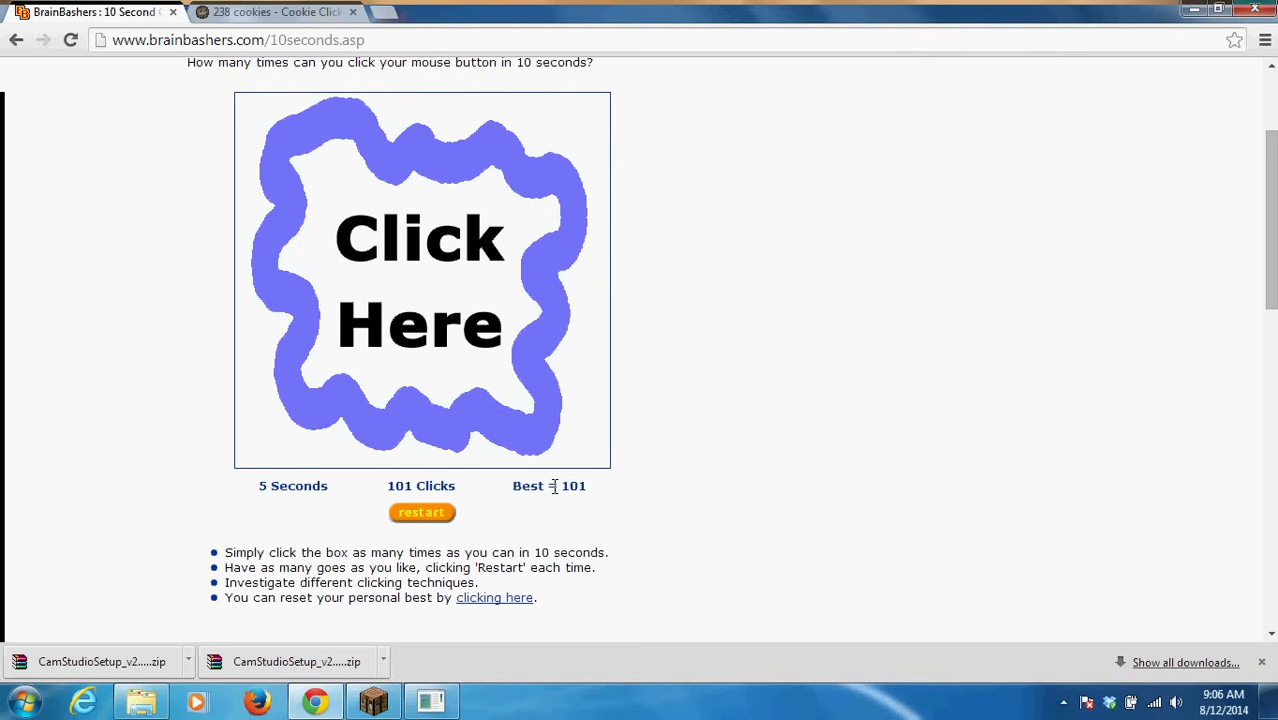 BrainBashers : 10 Second
238 cookies - Cookie Click
www.brainbashers.com/10seconds.asp
How many times can you click your mouse button in 10 seconds?
Click
Here
5 Seconds 101 Clicks Best = 101
restart
Simply click the box as many times as you can in 10 seconds.
Have as many goes as you like, clicking 'Restart' each time.
Investigate different clicking techniques.
You can reset your personal best by clicking here.
CamStudioSetup_v2.....zip CamStudioSetup_v2.....zip Show all downloads...
9:06 AM
8/12/2014